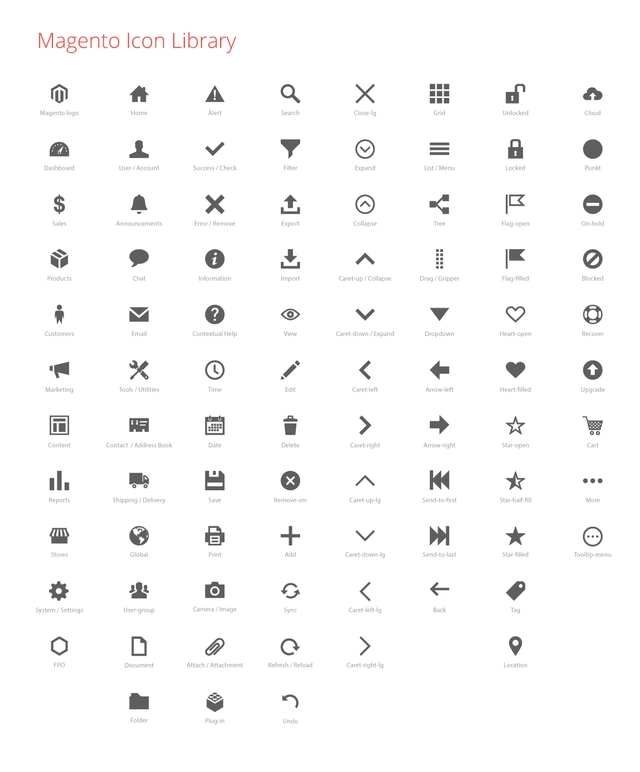 Magento Icon Library
Magento logo Home Alert Search Close-lg Grid Unlocked Cloud
Dashboard User / Account Success / Check Filter Expand List / Menu Locked Punkt
Sales Announcements Error / Remove Export Collapse Tree Flag-open On-hold
Products Chat Information Import Caret-up / Collapse Drag / Gripper Flag-filled Blocked
Customers Email Contextual Help View Caret-down / Expand Dropdown Heart-open Recover
Marketing Tools / Utilities Time Edit Caret-left Arrow-left Heart-filled Upgrade
Content Contact / Address Book Date Delete Caret-right Arrow-right Star-open Cart
Reports Shipping / Delivery Save Remove-sm Caret-up-lg Send-to-first Star-half-fill More
Stores Global Print Add Caret-down-lg Send-to-last Star-filled Tooltip-menu
System / Settings User-group Camera / Image Sync Caret-left-lg Back Tag
FPO Document Attach / Attachment Refresh / Reload Caret-right-lg Location
Folder Plug-in Undo